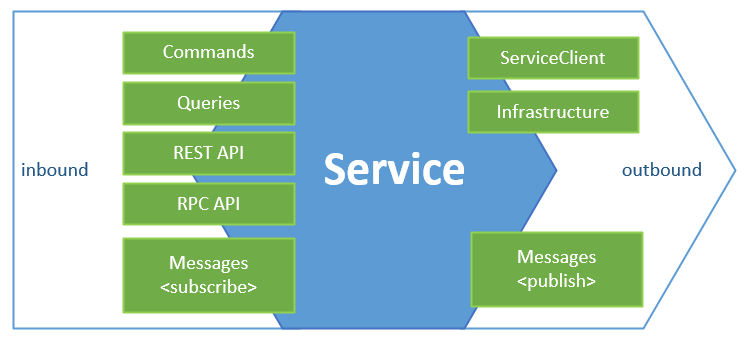 inbound
Commands
Queries
REST API
RPC API
Messages
<subscribe>
Service
ServiceClient
Infrastructure
Messages
<publish>
outbound